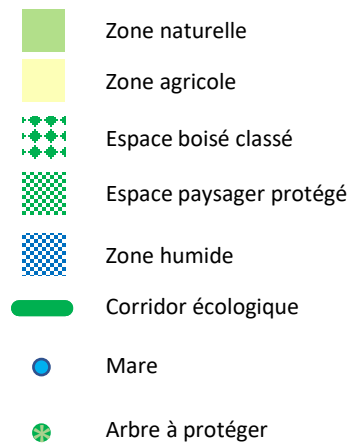 Zone naturelle
Zone agricole
Espace boisé classé
Espace paysager protégé
Zone humide
Corridor écologique
Mare
Arbre à protéger